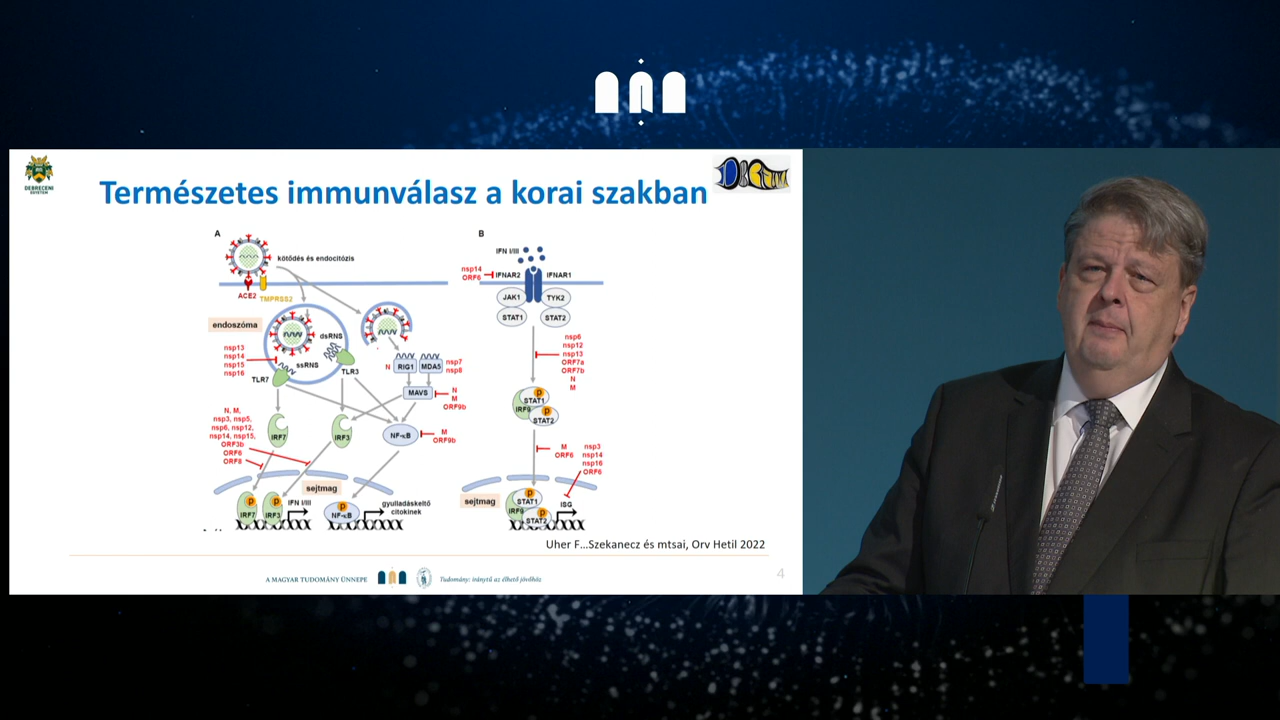 DEBRECENI
EGYETEM
Természetes immunválasz a korai szakban
A
kötődés és endocitózis
ACE2
TMPRSS2
endoszóma
dsRNS
ssRNS
nsp13
nsp14
nsp15
nsp16
TLR7
TLR3
N
RIG1
MDA5
nsp7
nsp8
MAVS
N
M
ORF9b
N, M,
nsp3, nsp5,
nsp6, nsp12,
nsp14, nsp15,
ORF3b
ORF6
ORF8
IRF7
IRF3
NF-κB
M
ORF9b
sejtmag
P
IRF7
P
IRF3
IFN I/III
P
NF-κB
gyulladáskeltő
citokinek
B
IFN I/III
nsp14
ORF6
IFNAR2
IFNAR1
JAK1
TYK2
STAT1
STAT2
nsp6
nsp12
nsp13
ORF7a
ORF7b
N
M
P
STAT1
IRF9
P
STAT2
M
ORF6
nsp3
nsp14
nsp16
ORF6
sejtmag
P
STAT1
IRF9
P
STAT2
ISG
Uher F...Szekanecz és mtsai, Orv Hetil 2022
A MAGYAR TUDOMÁNY ÜNNEPE
Tudomány: iránytű az élhető jövőhöz
4